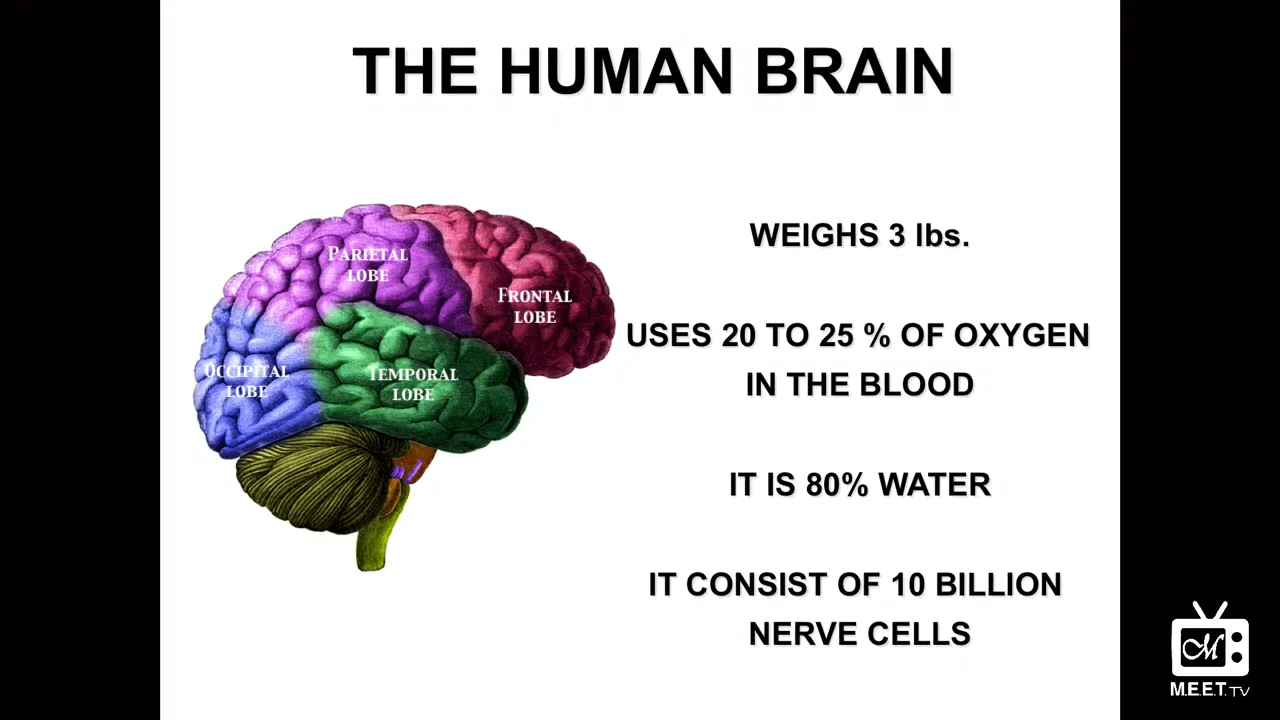 THE HUMAN BRAIN
PARIETAL
LOBE
FRONTAL
LOBE
OCCIPITAL
LOBE
TEMPORAL
LOBE
WEIGHS 3 lbs.
USES 20 TO 25 % OF OXYGEN
IN THE BLOOD
IT IS 80% WATER
IT CONSIST OF 10 BILLION
NERVE CELLS
M
M.E.E.T. TV